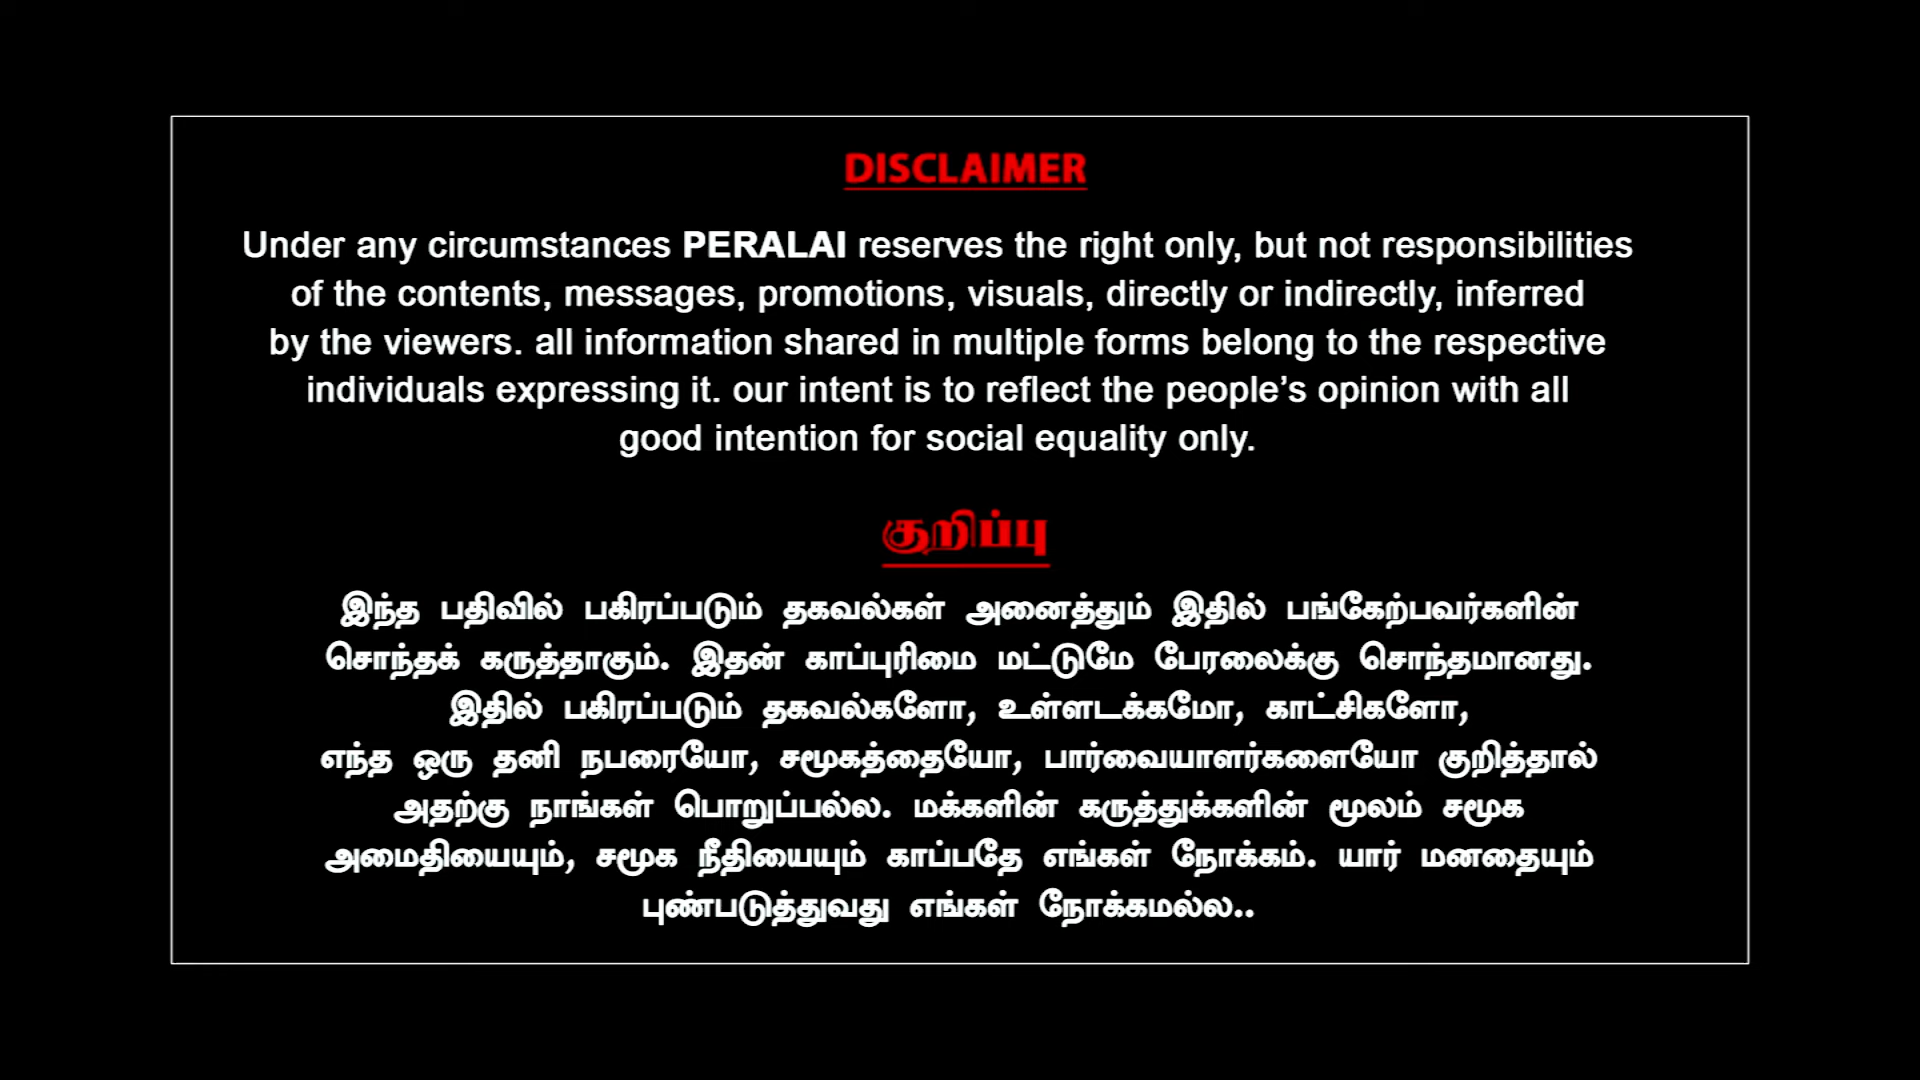 DISCLAIMER
Under any circumstances PERALAI reserves the right only, but not responsibilities
of the contents, messages, promotions, visuals, directly or indirectly, inferred
by the viewers. all information shared in multiple forms belong to the respective
individuals expressing it. our intent is to reflect the people’s opinion with all
good intention for social equality only.
குறிப்பு
இந்த பதிவில் பகிரப்படும் தகவல்கள் அனைத்தும் இதில் பங்கேற்பவர்களின்
சொந்தக் கருத்தாகும். இதன் காப்புரிமை மட்டுமே பேரலைக்கு சொந்தமானது.
இதில் பகிரப்படும் தகவல்களோ, உள்ளடக்கமோ, காட்சிகளோ,
எந்த ஒரு தனி நபரையோ, சமூகத்தையோ, பார்வையாளர்களையோ குறித்தால்
அதற்கு நாங்கள் பொறுப்பல்ல. மக்களின் கருத்துக்களின் மூலம் சமூக
அமைதியையும், சமூக நீதியையும் காப்பதே எங்கள் நோக்கம். யார் மனதையும்
புண்படுத்துவது எங்கள் நோக்கமல்ல..